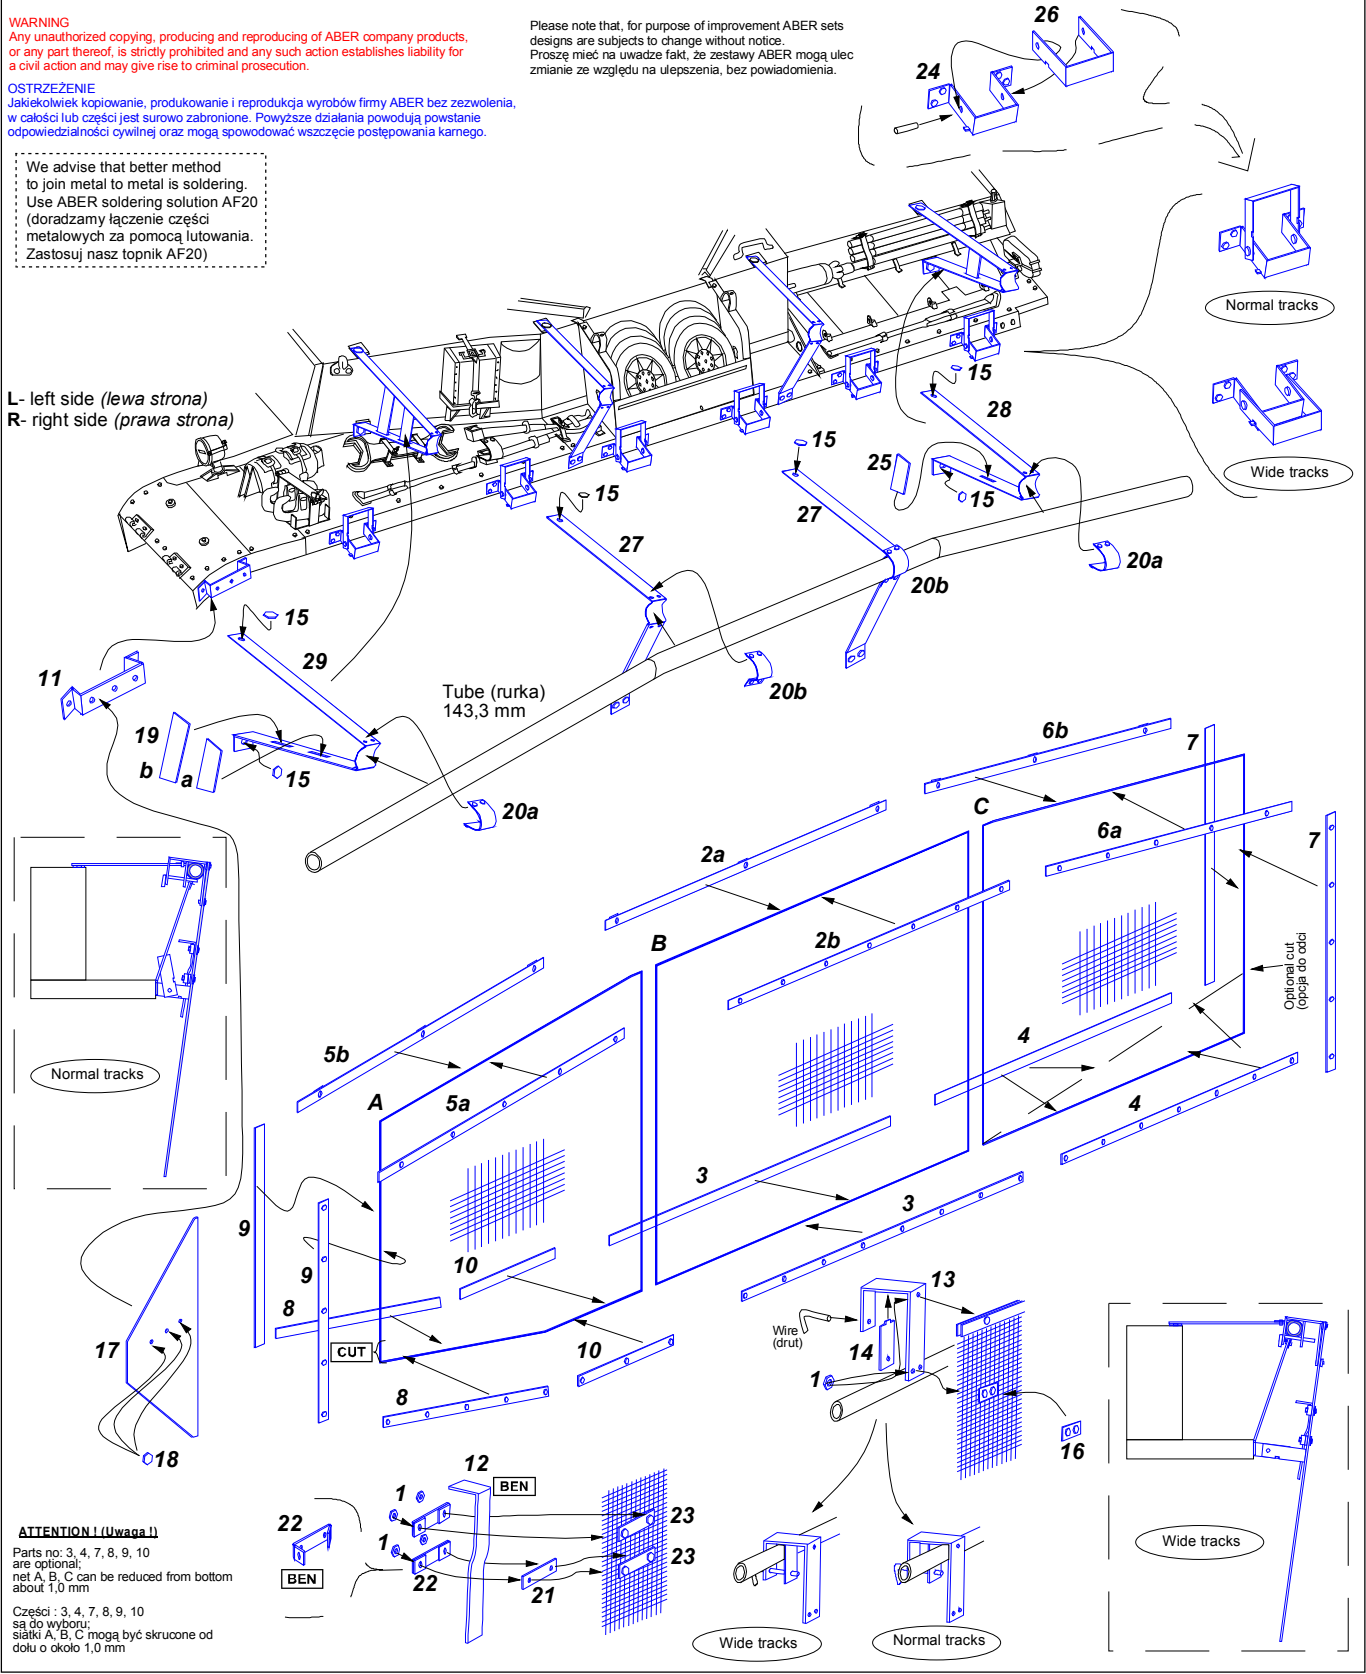 WARNING
Any unauthorized copying, producing and reproducing of ABER company products,
or any part thereof, is strictly prohibited and any such action establishes liability for
a civil action and may give rise to criminal prosecution.
OSTRZEŻENIE
Jakiekolwiek kopiowanie, produkowanie i reprodukcja wyrobów firmy ABER bez zezwolenia,
w całości lub części jest surowo zabronione. Powyższe działania powodują powstanie
odpowiedzialności cywilnej oraz mogą spowodować wszczęcie postępowania karnego.
Please note that, for purpose of improvement ABER sets
designs are subjects to change without notice.
Proszę mieć na uwadze fakt, że zestawy ABER mogą ulec
zmianie ze względu na ulepszenia, bez powiadomienia.
We advise that better method
to join metal to metal is soldering.
Use ABER soldering solution AF20
(doradzamy łączenie części
metalowych za pomocą lutowania.
Zastosuj nasz topnik AF20)
26
24
Normal tracks
Wide tracks
L- left side (lewa strona)
R- right side (prawa strona)
15
28
15
25
15
27
15
27
20a
20b
15
29
11
20b
Tube (rurka)
143,3 mm
19
b
a
15
20a
6b
7
C
6a
7
2a
B
2b
Optional cut
(opcja do odci
5b
A
5a
4
4
Normal tracks
3
3
9
9
10
8
10
CUT
8
17
18
13
Wire
(drut)
14
1
16
12
BEN
1
1
22
BEN
22
21
23
23
Wide tracks
Normal tracks
Wide tracks
ATTENTION ! (Uwaga !)
Parts no: 3, 4, 7, 8, 9, 10
are optional;
net A, B, C can be reduced from bottom
about 1,0 mm
Części : 3, 4, 7, 8, 9, 10
są do wyboru;
siatki A, B, C mogą być skrucone od
dołu o około 1,0 mm